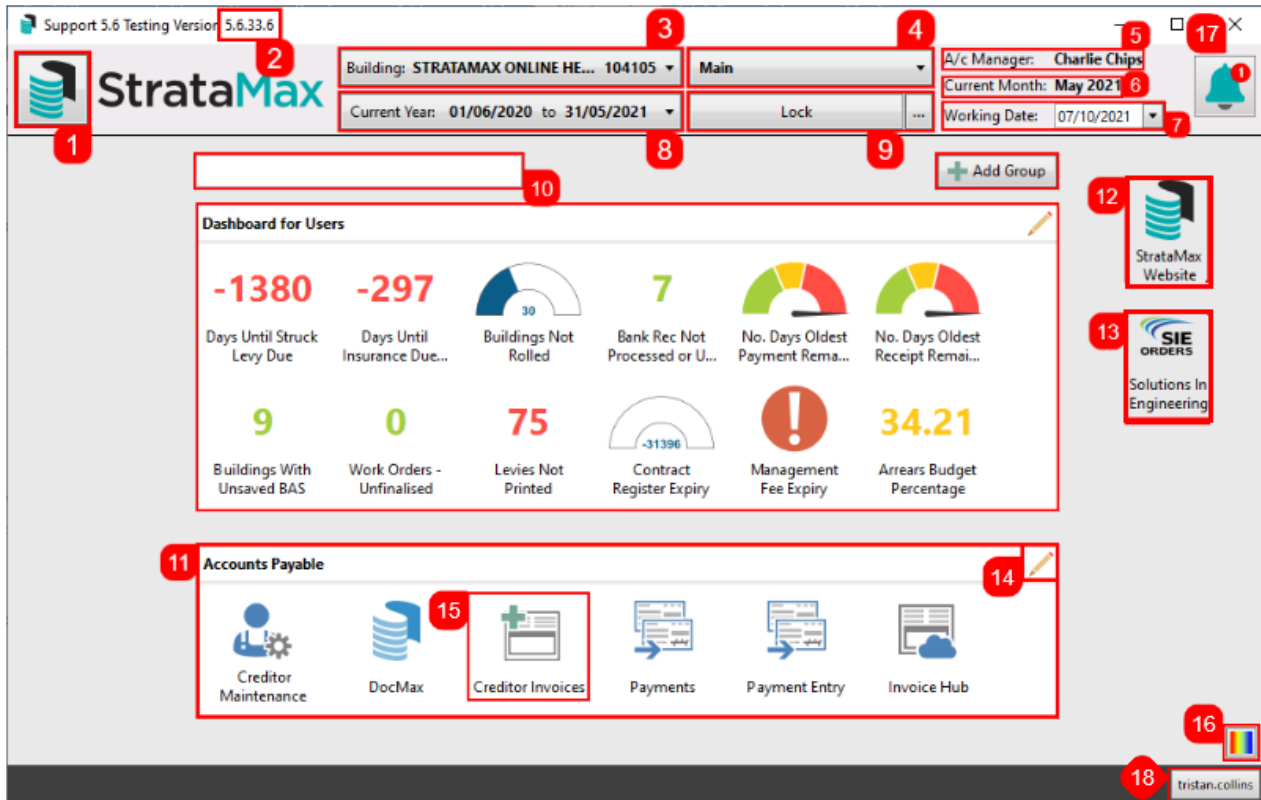 Support 5.6 Testing Version 5.6.33.6
1
StrataMax
2
Building: STRATAMAX ONLINE HE... 104105
3
Main
4
Current Year: 01/06/2020 to 31/05/2021
8
Lock
...
9
A/c Manager: Charlie Chips
5
Current Month: May 2021
6
Working Date: 07/10/2021
7
17
1
10
Add Group
Dashboard for Users
-1380
Days Until Struck
Levy Due
-297
Days Until
Insurance Due...
30
Buildings Not
Rolled
7
Bank Rec Not
Processed or U...
No. Days Oldest
Payment Rema...
No. Days Oldest
Receipt Remai...
9
Buildings With
Unsaved BAS
0
Work Orders -
Unfinalised
75
Levies Not
Printed
-31396
Contract
Register Expiry
!
Management
Fee Expiry
34.21
Arrears Budget
Percentage
12
StrataMax
Website
13
SIE
ORDERS
Solutions In
Engineering
11
Accounts Payable
14
Creditor
Maintenance
DocMax
15
Creditor Invoices
Payments
Payment Entry
Invoice Hub
16
18
tristan.collins